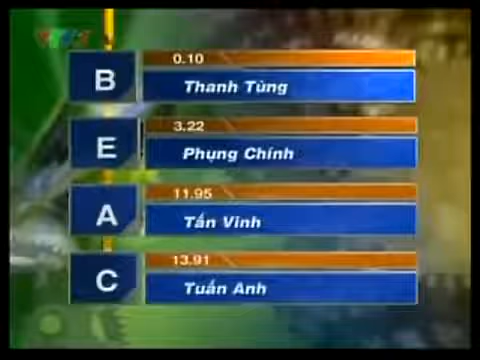 VTV3
B
0.10
Thanh Tùng
E
3.22
Phụng Chính
A
11.95
Tấn Vinh
C
13.91
Tuấn Anh